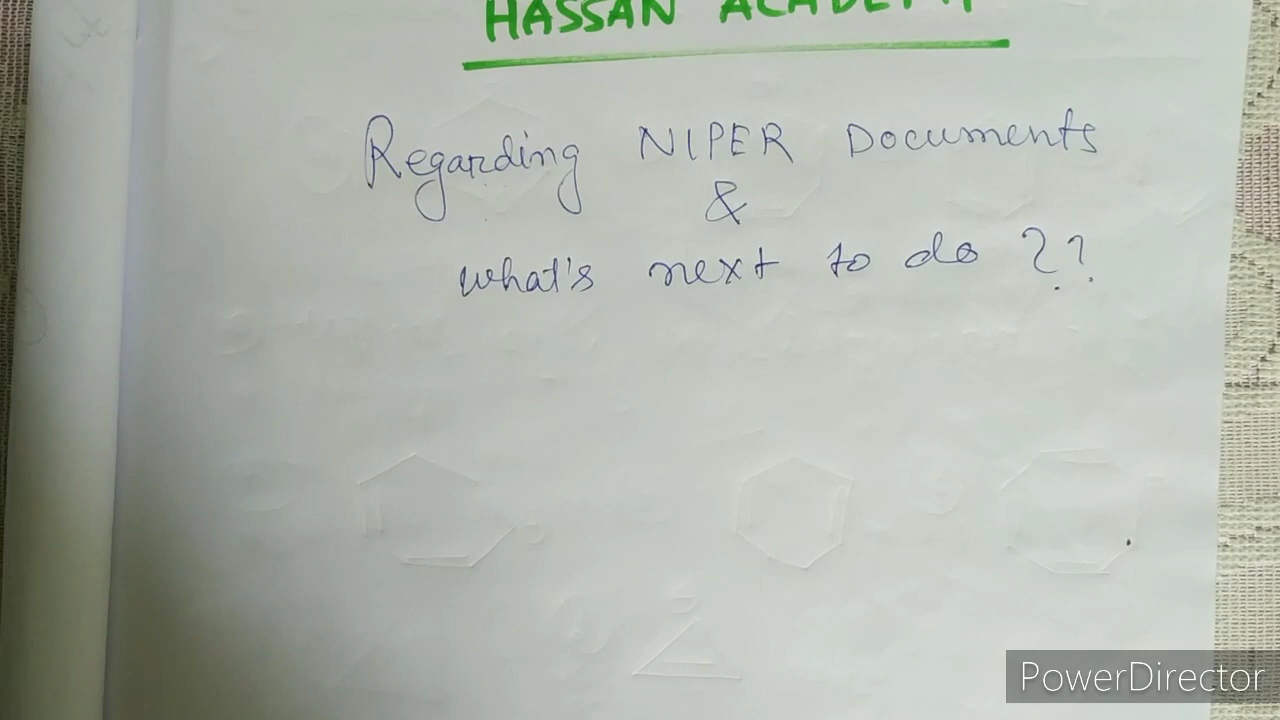 HASSAN ACADEMY
Regarding NIPER Documents
&
what's next to do ??
PowerDirector